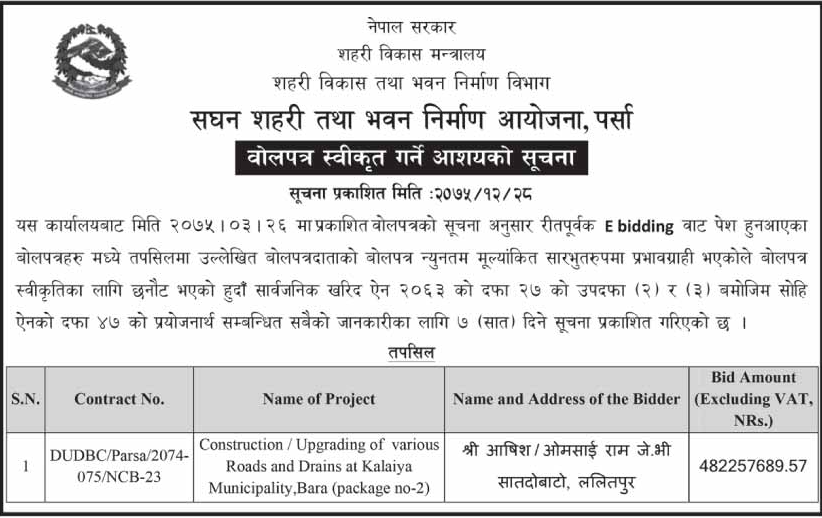 नेपाल सरकार
शहरी विकास मन्त्रालय
शहरी विकास तथा भवन निर्माण विभाग
सघन शहरी तथा भवन निर्माण आयोजना, पर्सा
बोलपत्र स्वीकृत गर्ने आशयको सूचना
सूचना प्रकाशित मिति :२०७५/१२/२८
यस कार्यालयबाट मिति २०७५।०३।२६ मा प्रकाशित बोलपत्रको सूचना अनुसार रीतपूर्वक E bidding बाट पेश हुनआएका
बोलपत्रहरु मध्ये तपसिलमा उल्लेखित बोलपत्रदाताको बोलपत्र न्युनतम मूल्यांकित सारभुतरुपमा प्रभावग्राही भएकोले बोलपत्र
स्वीकृतिका लागि छनौट भएको हुदाँ सार्वजनिक खरिद ऐन २०६३ को दफा २७ को उपदफा (२) र (३) बमोजिम सोहि
ऐनको दफा ४७ को प्रयोजनार्थ सम्बन्धित सबैको जानकारीका लागि ७ (सात) दिने सूचना प्रकाशित गरिएको छ ।
तपसिल
S.N. Contract No. Name of Project Name and Address of the Bidder Bid Amount
(Excluding VAT,
NRs.)
1 DUDBC/Parsa/2074-
075/NCB-23
Construction / Upgrading of various
Roads and Drains at Kalaiya
Municipality,Bara (package no-2)
श्री आषिश / ओमसाई राम जे.भी
सातदोबाटो, ललितपुर
482257689.57